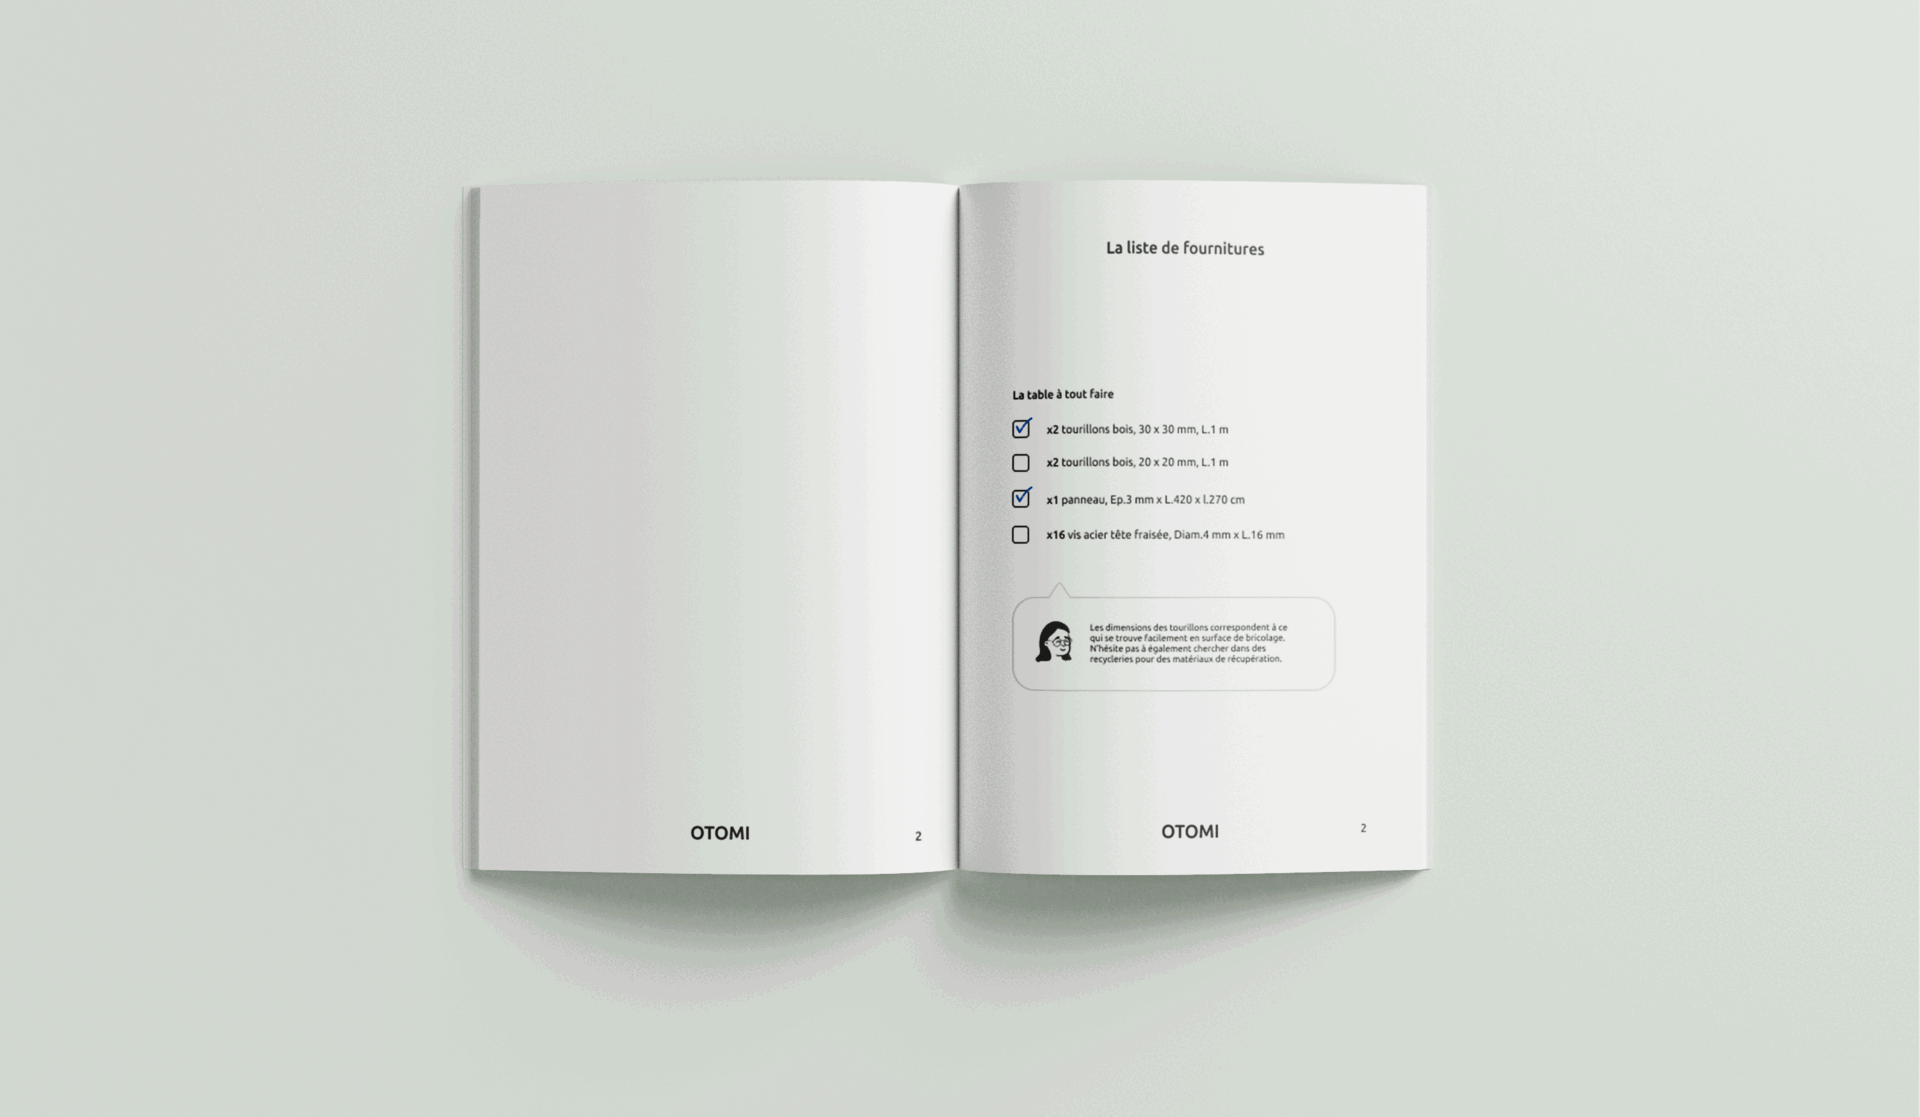 OTOMI
2
La liste de fournitures
La table à tout faire
x2 tourillons bois, 30 x 30 mm, L.1 m
x2 tourillons bois, 20 x 20 mm, L.1 m
x1 panneau, Ep.3 mm x L.420 x l.270 cm
x16 vis acier tête fraisée, Diam.4 mm x L.16 mm
Les dimensions des tourillons correspondent à ce
qui se trouve facilement en surface de bricolage.
N'hésite pas à également chercher dans des
recycleries pour des matériaux de récupération.
OTOMI
2